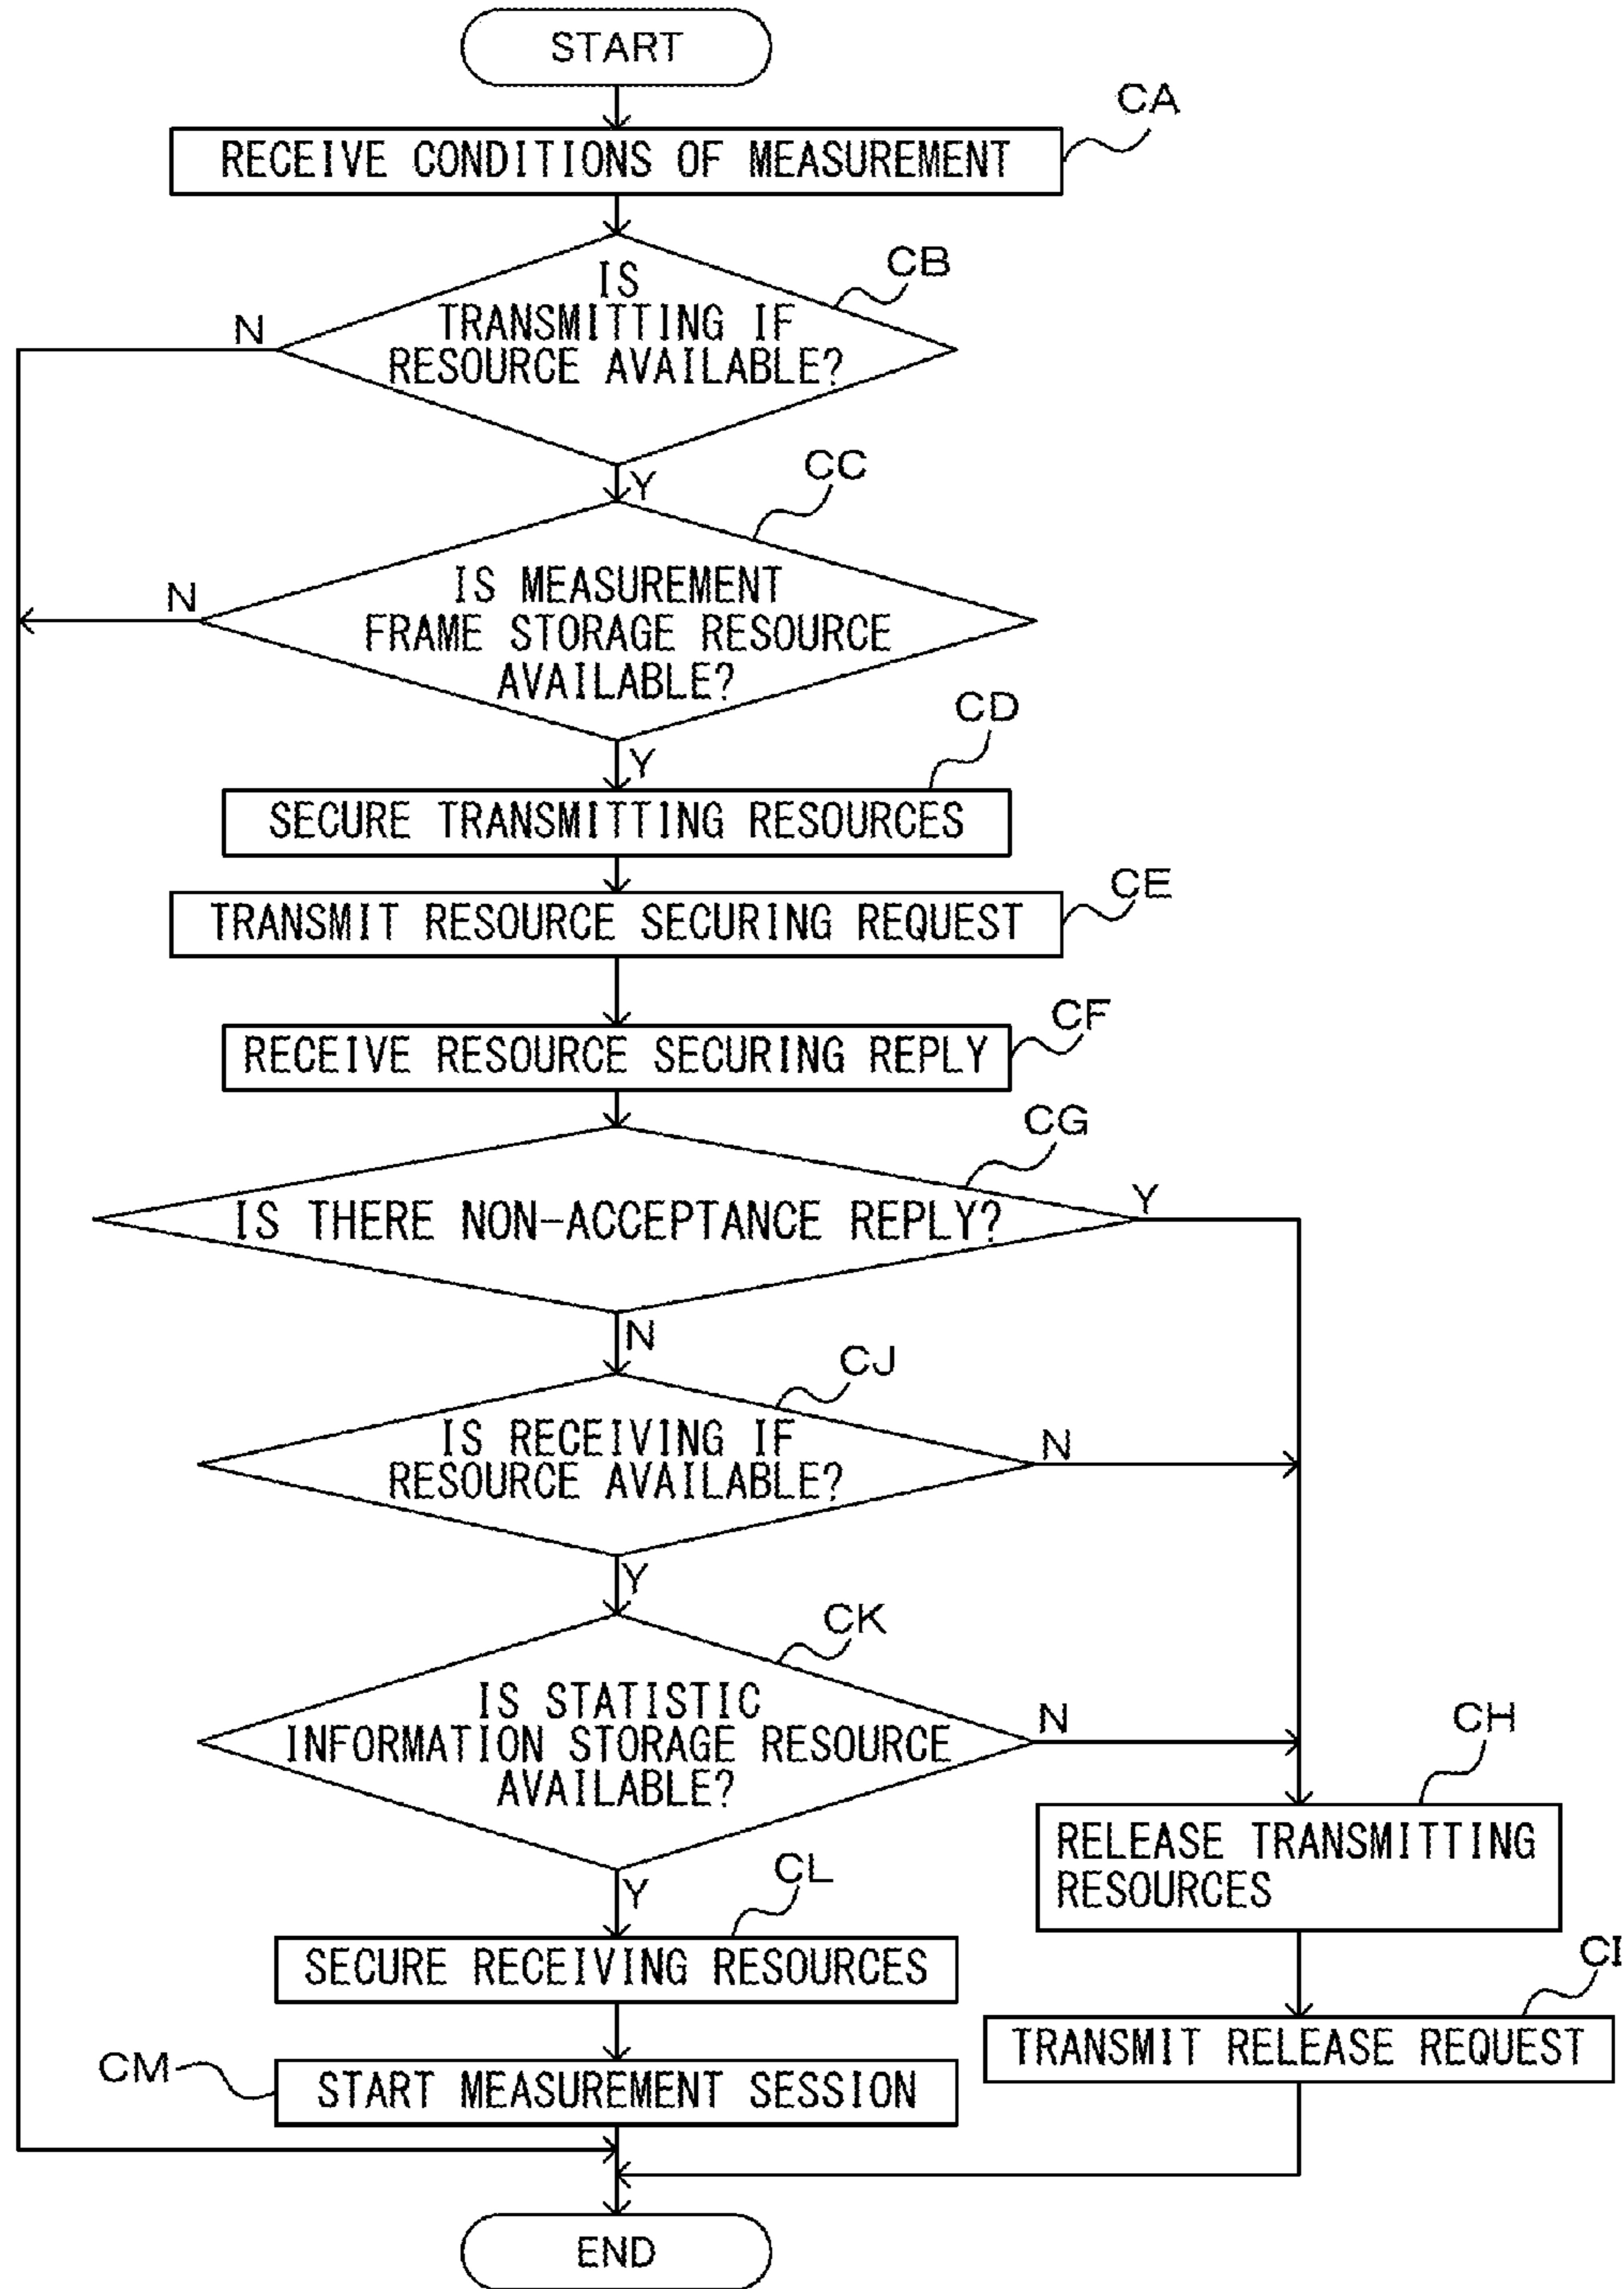 START
CA
RECEIVE CONDITIONS OF MEASUREMENT
CB
IS
TRANSMITTING IF
RESOURCE AVAILABLE?
N
Y
CC
IS MEASUREMENT
FRAME STORAGE RESOURCE
AVAILABLE?
N
Y
CD
SECURE TRANSMITTING RESOURCES
CE
TRANSMIT RESOURCE SECURING REQUEST
CF
RECEIVE RESOURCE SECURING REPLY
CG
IS THERE NON-ACCEPTANCE REPLY?
Y
N
CJ
IS RECEIVING IF
RESOURCE AVAILABLE?
N
Y
CK
IS STATISTIC
INFORMATION STORAGE RESOURCE
AVAILABLE?
N
Y
CH
RELEASE TRANSMITTING
RESOURCES
CL
SECURE RECEIVING RESOURCES
CI
TRANSMIT RELEASE REQUEST
CM
START MEASUREMENT SESSION
END